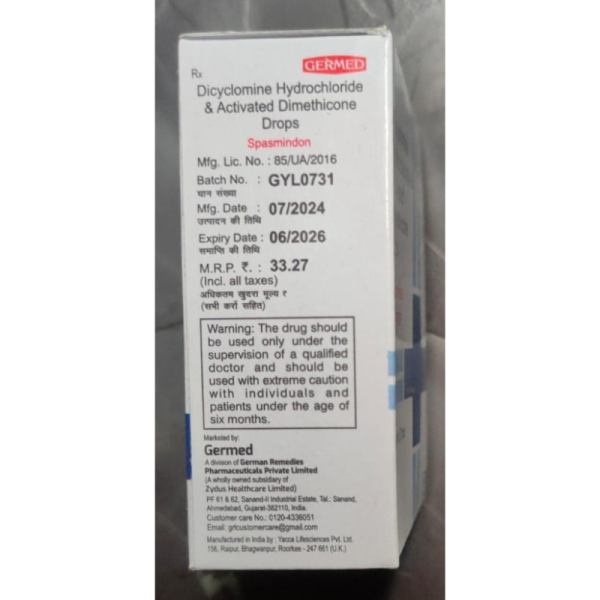 GERMED
Rx
Dicyclomine Hydrochloride
& Activated Dimethicone
Drops
Spasmindon
Mfg. Lic. No. : 85/UA/2016
Batch No. : GYL0731
घान संख्या
Mfg. Date : 07/2024
उत्पादन की तिथि
Expiry Date : 06/2026
समाप्ति की तिथि
M.R.P. ₹. : 33.27
(Incl. all taxes)
अधिकतम खुदरा मूल्य र
(सभी करों सहित)
Warning: The drug should
be used only under the
supervision of a qualified
doctor and should be
used with extreme caution
with individuals and
patients under the age of
six months.
Marketed by:
Germed
A division of German Remedies
Pharmaceuticals Private Limited
(A wholly owned subsidiary of
Zydus Healthcare Limited)
PF 61 & 62, Sanand-II Industrial Estate, Tal.: Sanand,
Ahmedabad, Gujarat-382110, India.
Customer care No.: 0120-4336051
Email: grlcustomercare@gmail.com
Manufactured in India by : Yacca Lifesciences Pvt. Ltd.
156, Raipur, Bhagwanpur, Roorkee - 247 661 (U.K.)